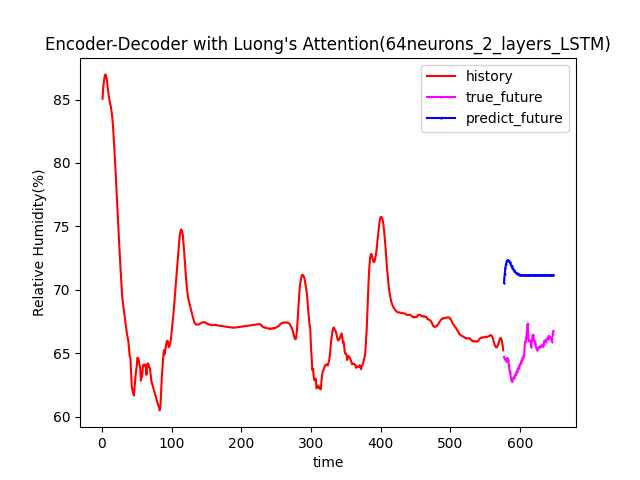 Encoder-Decoder with Luong's Attention(64neurons_2_layers_LSTM)
history
true_future
predict_future
Relative Humidity(%)
85
80
75
70
65
60
0 100 200 300 400 500 600
time